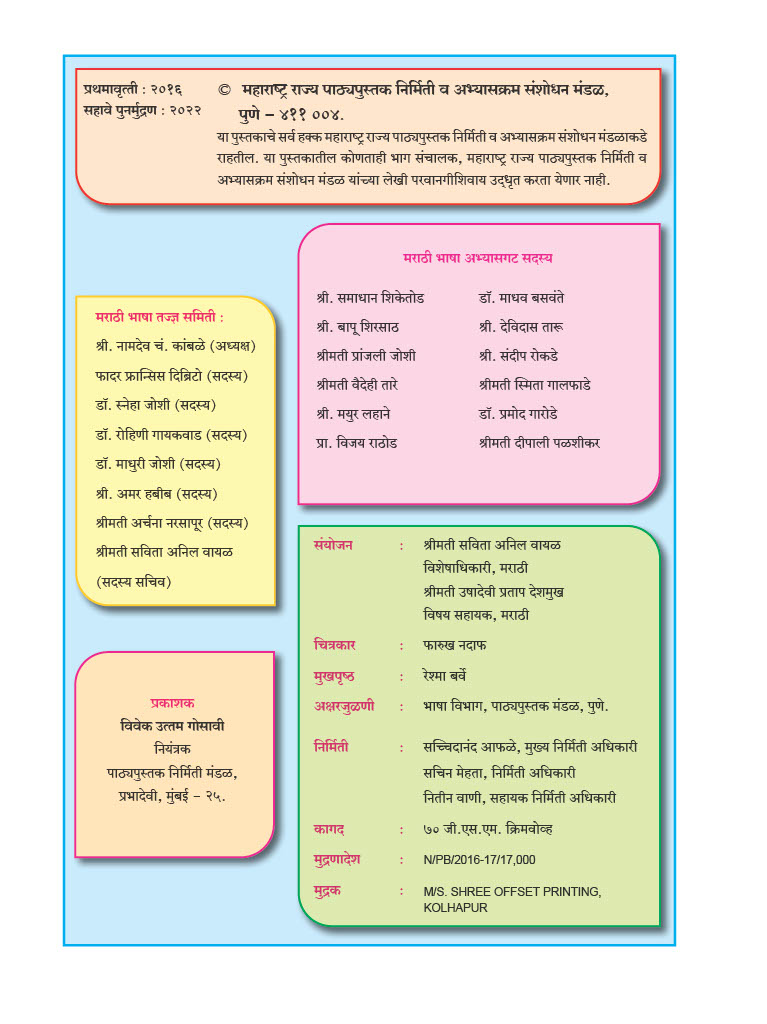 प्रथमावृत्ती : २०१६
सहावे पुनर्मुद्रण : २०२२
© महाराष्ट्र राज्य पाठ्यपुस्तक निर्मिती व अभ्यासक्रम संशोधन मंडळ,
पुणे – ४११ ००४.
या पुस्तकाचे सर्व हक्क महाराष्ट्र राज्य पाठ्यपुस्तक निर्मिती व अभ्यासक्रम संशोधन मंडळाकडे
राहतील. या पुस्तकातील कोणताही भाग संचालक, महाराष्ट्र राज्य पाठ्यपुस्तक निर्मिती व
अभ्यासक्रम संशोधन मंडळ यांच्या लेखी परवानगीशिवाय उद्धृत करता येणार नाही.
मराठी भाषा तज्ज्ञ समिती :
श्री. नामदेव चं. कांबळे (अध्यक्ष)
फादर फ्रान्सिस दिब्रिटो (सदस्य)
डॉ. स्नेहा जोशी (सदस्य)
डॉ. रोहिणी गायकवाड (सदस्य)
डॉ. माधुरी जोशी (सदस्य)
श्री. अमर हबीब (सदस्य)
श्रीमती अर्चना नरसापूर (सदस्य)
श्रीमती सविता अनिल वायळ
(सदस्य सचिव)
मराठी भाषा अभ्यासगट सदस्य
श्री. समाधान शिकेतोड डॉ. माधव बसवंते
श्री. बापू शिरसाठ श्री. देविदास तारू
श्रीमती प्रांजली जोशी श्री. संदीप रोकडे
श्रीमती वैदेही तारे श्रीमती स्मिता गालफाडे
श्री. मयुर लहाने डॉ. प्रमोद गारोडे
प्रा. विजय राठोड श्रीमती दीपाली पळशीकर
प्रकाशक
विवेक उत्तम गोसावी
नियंत्रक
पाठ्यपुस्तक निर्मिती मंडळ,
प्रभादेवी, मुंबई – २५.
संयोजन : श्रीमती सविता अनिल वायळ
विशेषाधिकारी, मराठी
श्रीमती उषादेवी प्रताप देशमुख
विषय सहायक, मराठी
चित्रकार : फारुख नदाफ
मुखपृष्ठ : रेश्मा बर्वे
अक्षरजुळणी : भाषा विभाग, पाठ्यपुस्तक मंडळ, पुणे.
निर्मिती : सच्चिदानंद आफळे, मुख्य निर्मिती अधिकारी
सचिन मेहता, निर्मिती अधिकारी
नितीन वाणी, सहायक निर्मिती अधिकारी
कागद : ७० जी.एस.एम. क्रिमवोव्ह
मुद्रणादेश : N/PB/2016-17/17,000
मुद्रक : M/S. SHREE OFFSET PRINTING,
KOLHAPUR